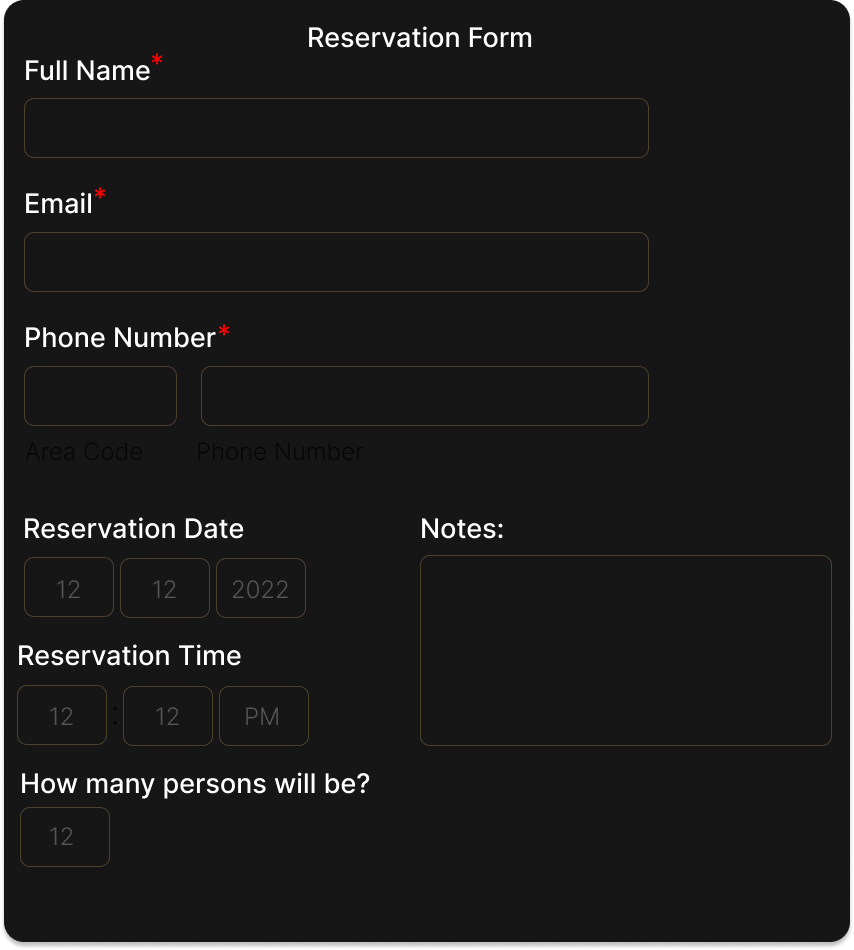 Reservation Form
Full Name*
Email*
Phone Number*
Area Code Phone Number
Reservation Date
12 12 2022
Notes:
Reservation Time
12 : 12 PM
How many persons will be?
12